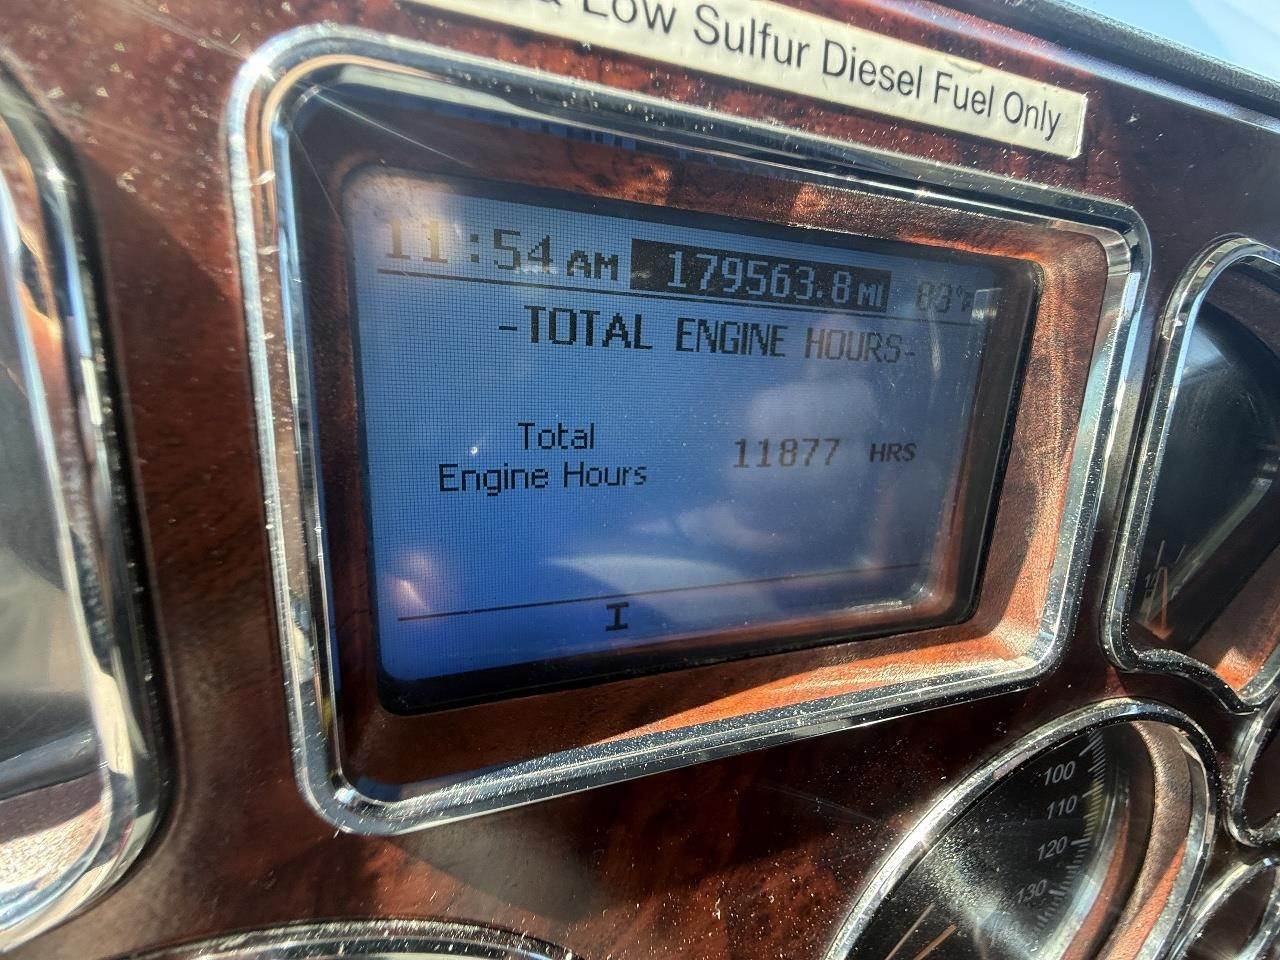 Low Sulfur Diesel Fuel Only
11:54 AM 179563.8 MI 83°F
-TOTAL ENGINE HOURS-
Total
Engine Hours 11877 HRS
I
100
110
120
130